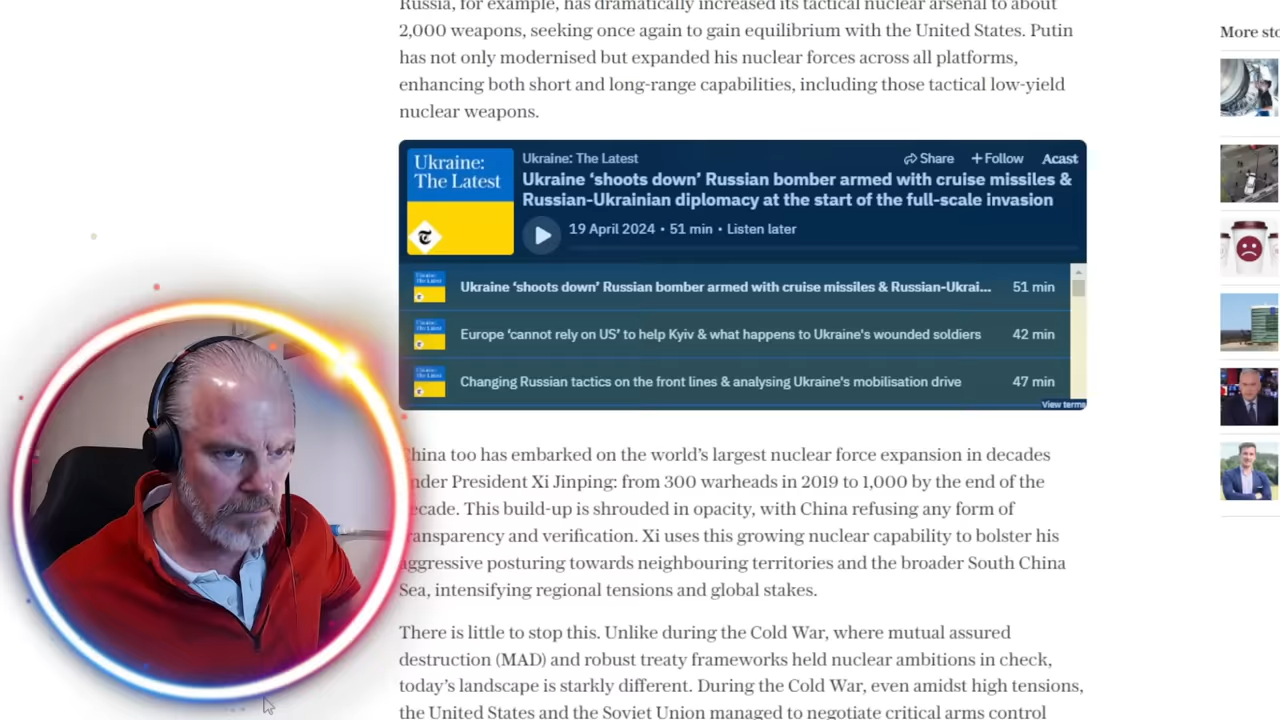 Russia, for example, has dramatically increased its tactical nuclear arsenal to about
2,000 weapons, seeking once again to gain equilibrium with the United States. Putin
has not only modernised but expanded his nuclear forces across all platforms,
enhancing both short and long-range capabilities, including those tactical low-yield
nuclear weapons.
More sto
Ukraine:
The Latest
Ukraine: The Latest
Share
Follow
Acast
Ukraine ‘shoots down’ Russian bomber armed with cruise missiles &
Russian-Ukrainian diplomacy at the start of the full-scale invasion
19 April 2024 • 51 min • Listen later
Ukraine ‘shoots down’ Russian bomber armed with cruise missiles & Russian-Ukrai... 51 min
Europe ‘cannot rely on US’ to help Kyiv & what happens to Ukraine's wounded soldiers 42 min
Changing Russian tactics on the front lines & analysing Ukraine's mobilisation drive 47 min
View terms
hina too has embarked on the world’s largest nuclear force expansion in decades
nder President Xi Jinping: from 300 warheads in 2019 to 1,000 by the end of the
ecade. This build-up is shrouded in opacity, with China refusing any form of
ransparency and verification. Xi uses this growing nuclear capability to bolster his
aggressive posturing towards neighbouring territories and the broader South China
Sea, intensifying regional tensions and global stakes.
There is little to stop this. Unlike during the Cold War, where mutual assured
destruction (MAD) and robust treaty frameworks held nuclear ambitions in check,
today’s landscape is starkly different. During the Cold War, even amidst high tensions,
the United States and the Soviet Union managed to negotiate critical arms control